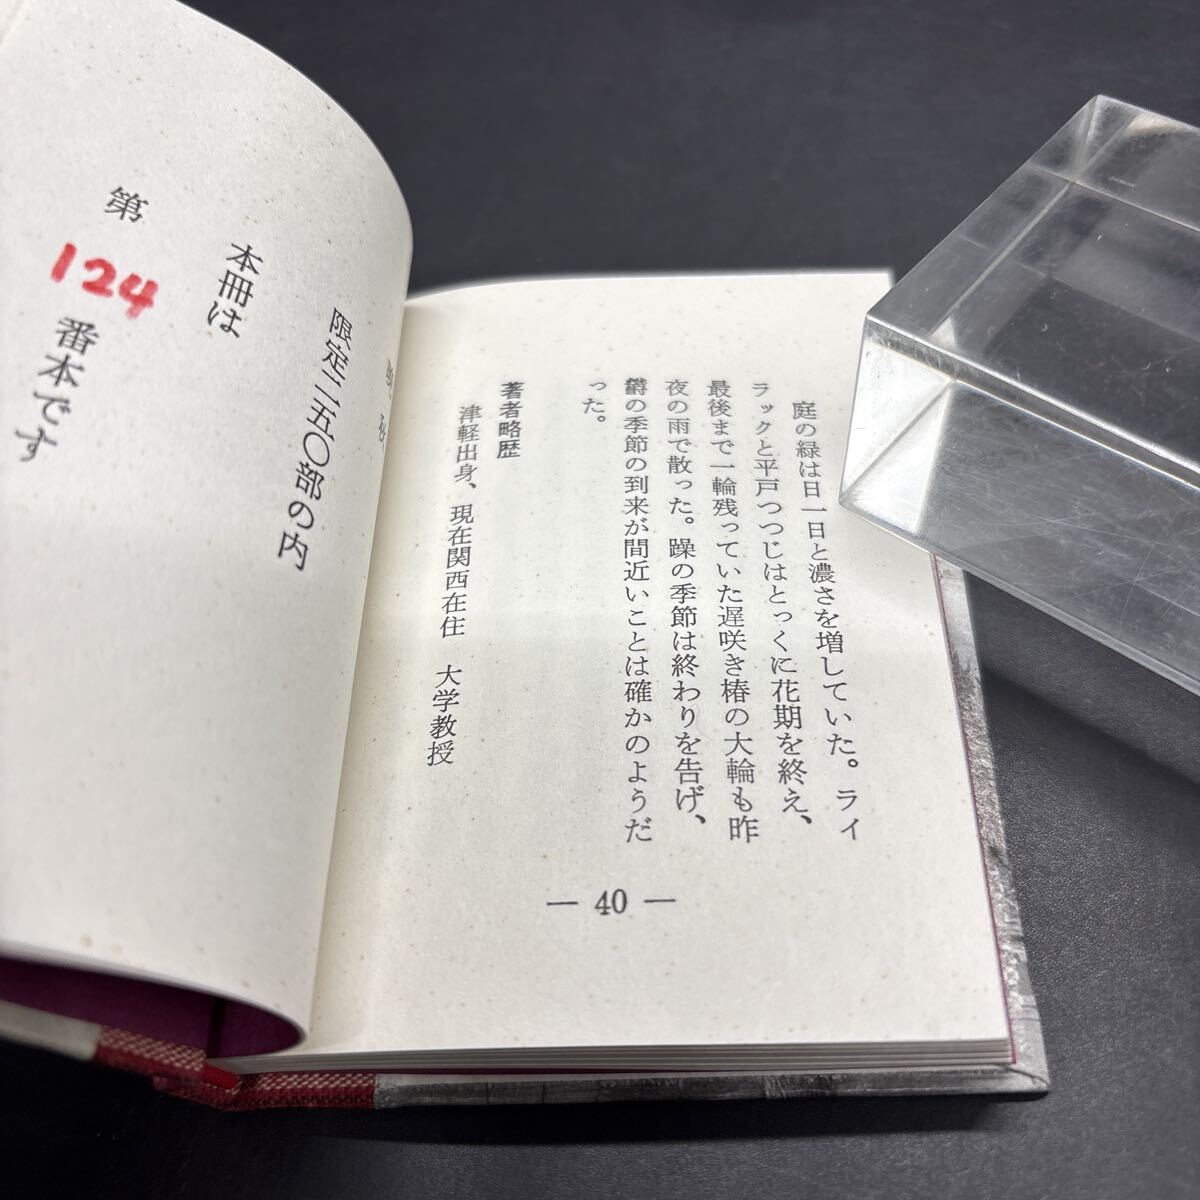 庭の緑は日一日と濃さを増していた。ライ
ラックと平戸つつじはとっくに花期を終え、
最後まで一輪残っていた遅咲き椿の大輪も昨
夜の雨で散った。躁の季節は終わりを告げ、
欝の季節の到来が間近いことは確かのようだ
った。
著者略歴
津軽出身、現在関西在住 大学教授
— 40 —
限定二五〇部の内
本冊は
第 124 番本です